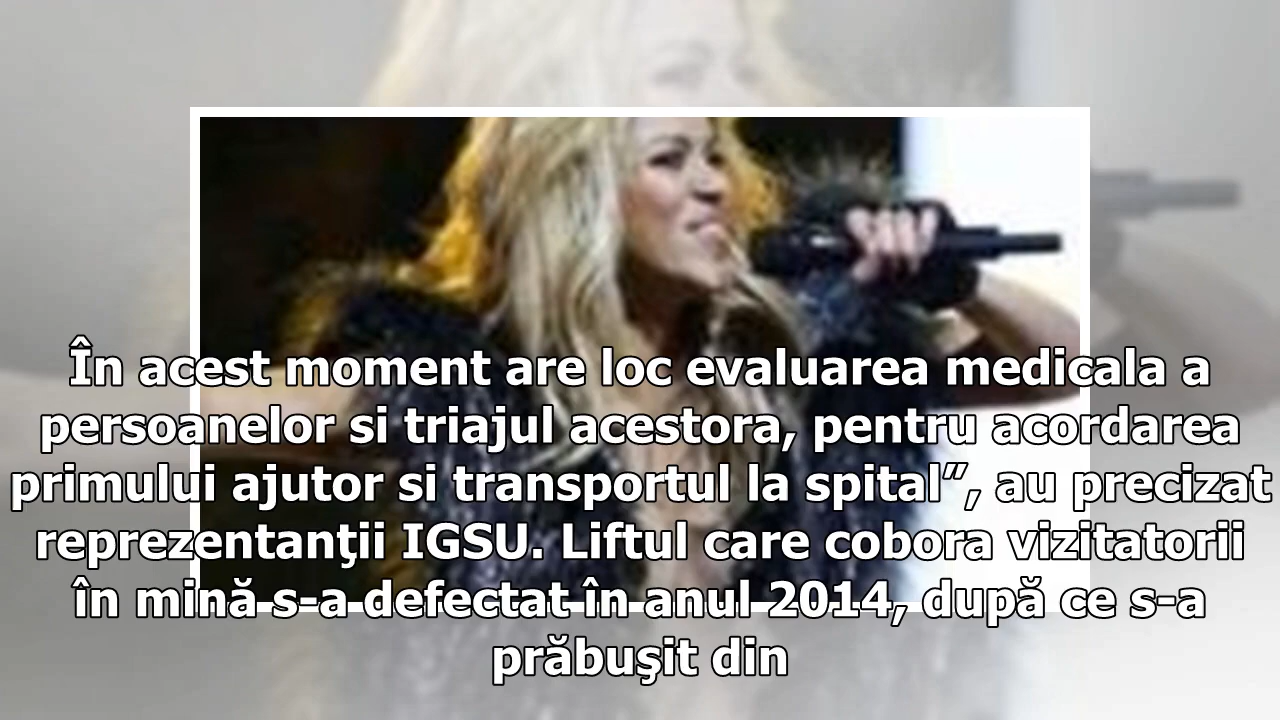 În acest moment are loc evaluarea medicala a
persoanelor si triajul acestora, pentru acordarea
primului ajutor si transportul la spital”, au precizat
reprezentanţii IGSU. Liftul care cobora vizitatorii
în mină s-a defectat în anul 2014, după ce s-a
prăbuşit din